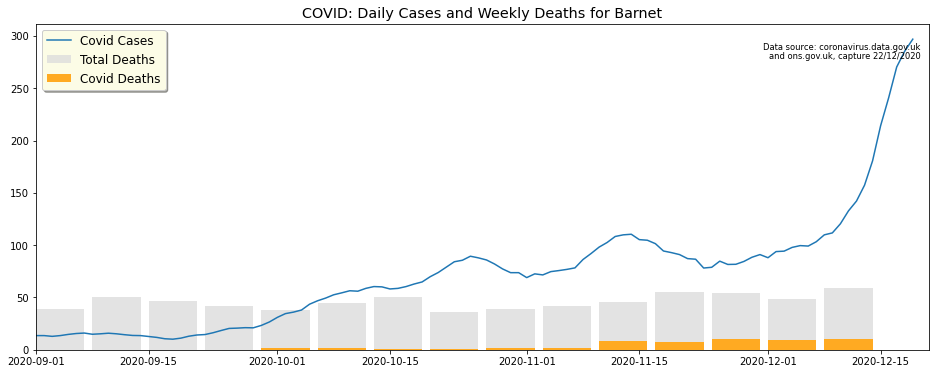 COVID: Daily Cases and Weekly Deaths for Barnet
Covid Cases
Total Deaths
Covid Deaths
Data source: coronavirus.data.gov.uk
and ons.gov.uk, capture 22/12/2020
300
250
200
150
100
50
0
2020-09-01
2020-09-15
2020-10-01
2020-10-15
2020-11-01
2020-11-15
2020-12-01
2020-12-15